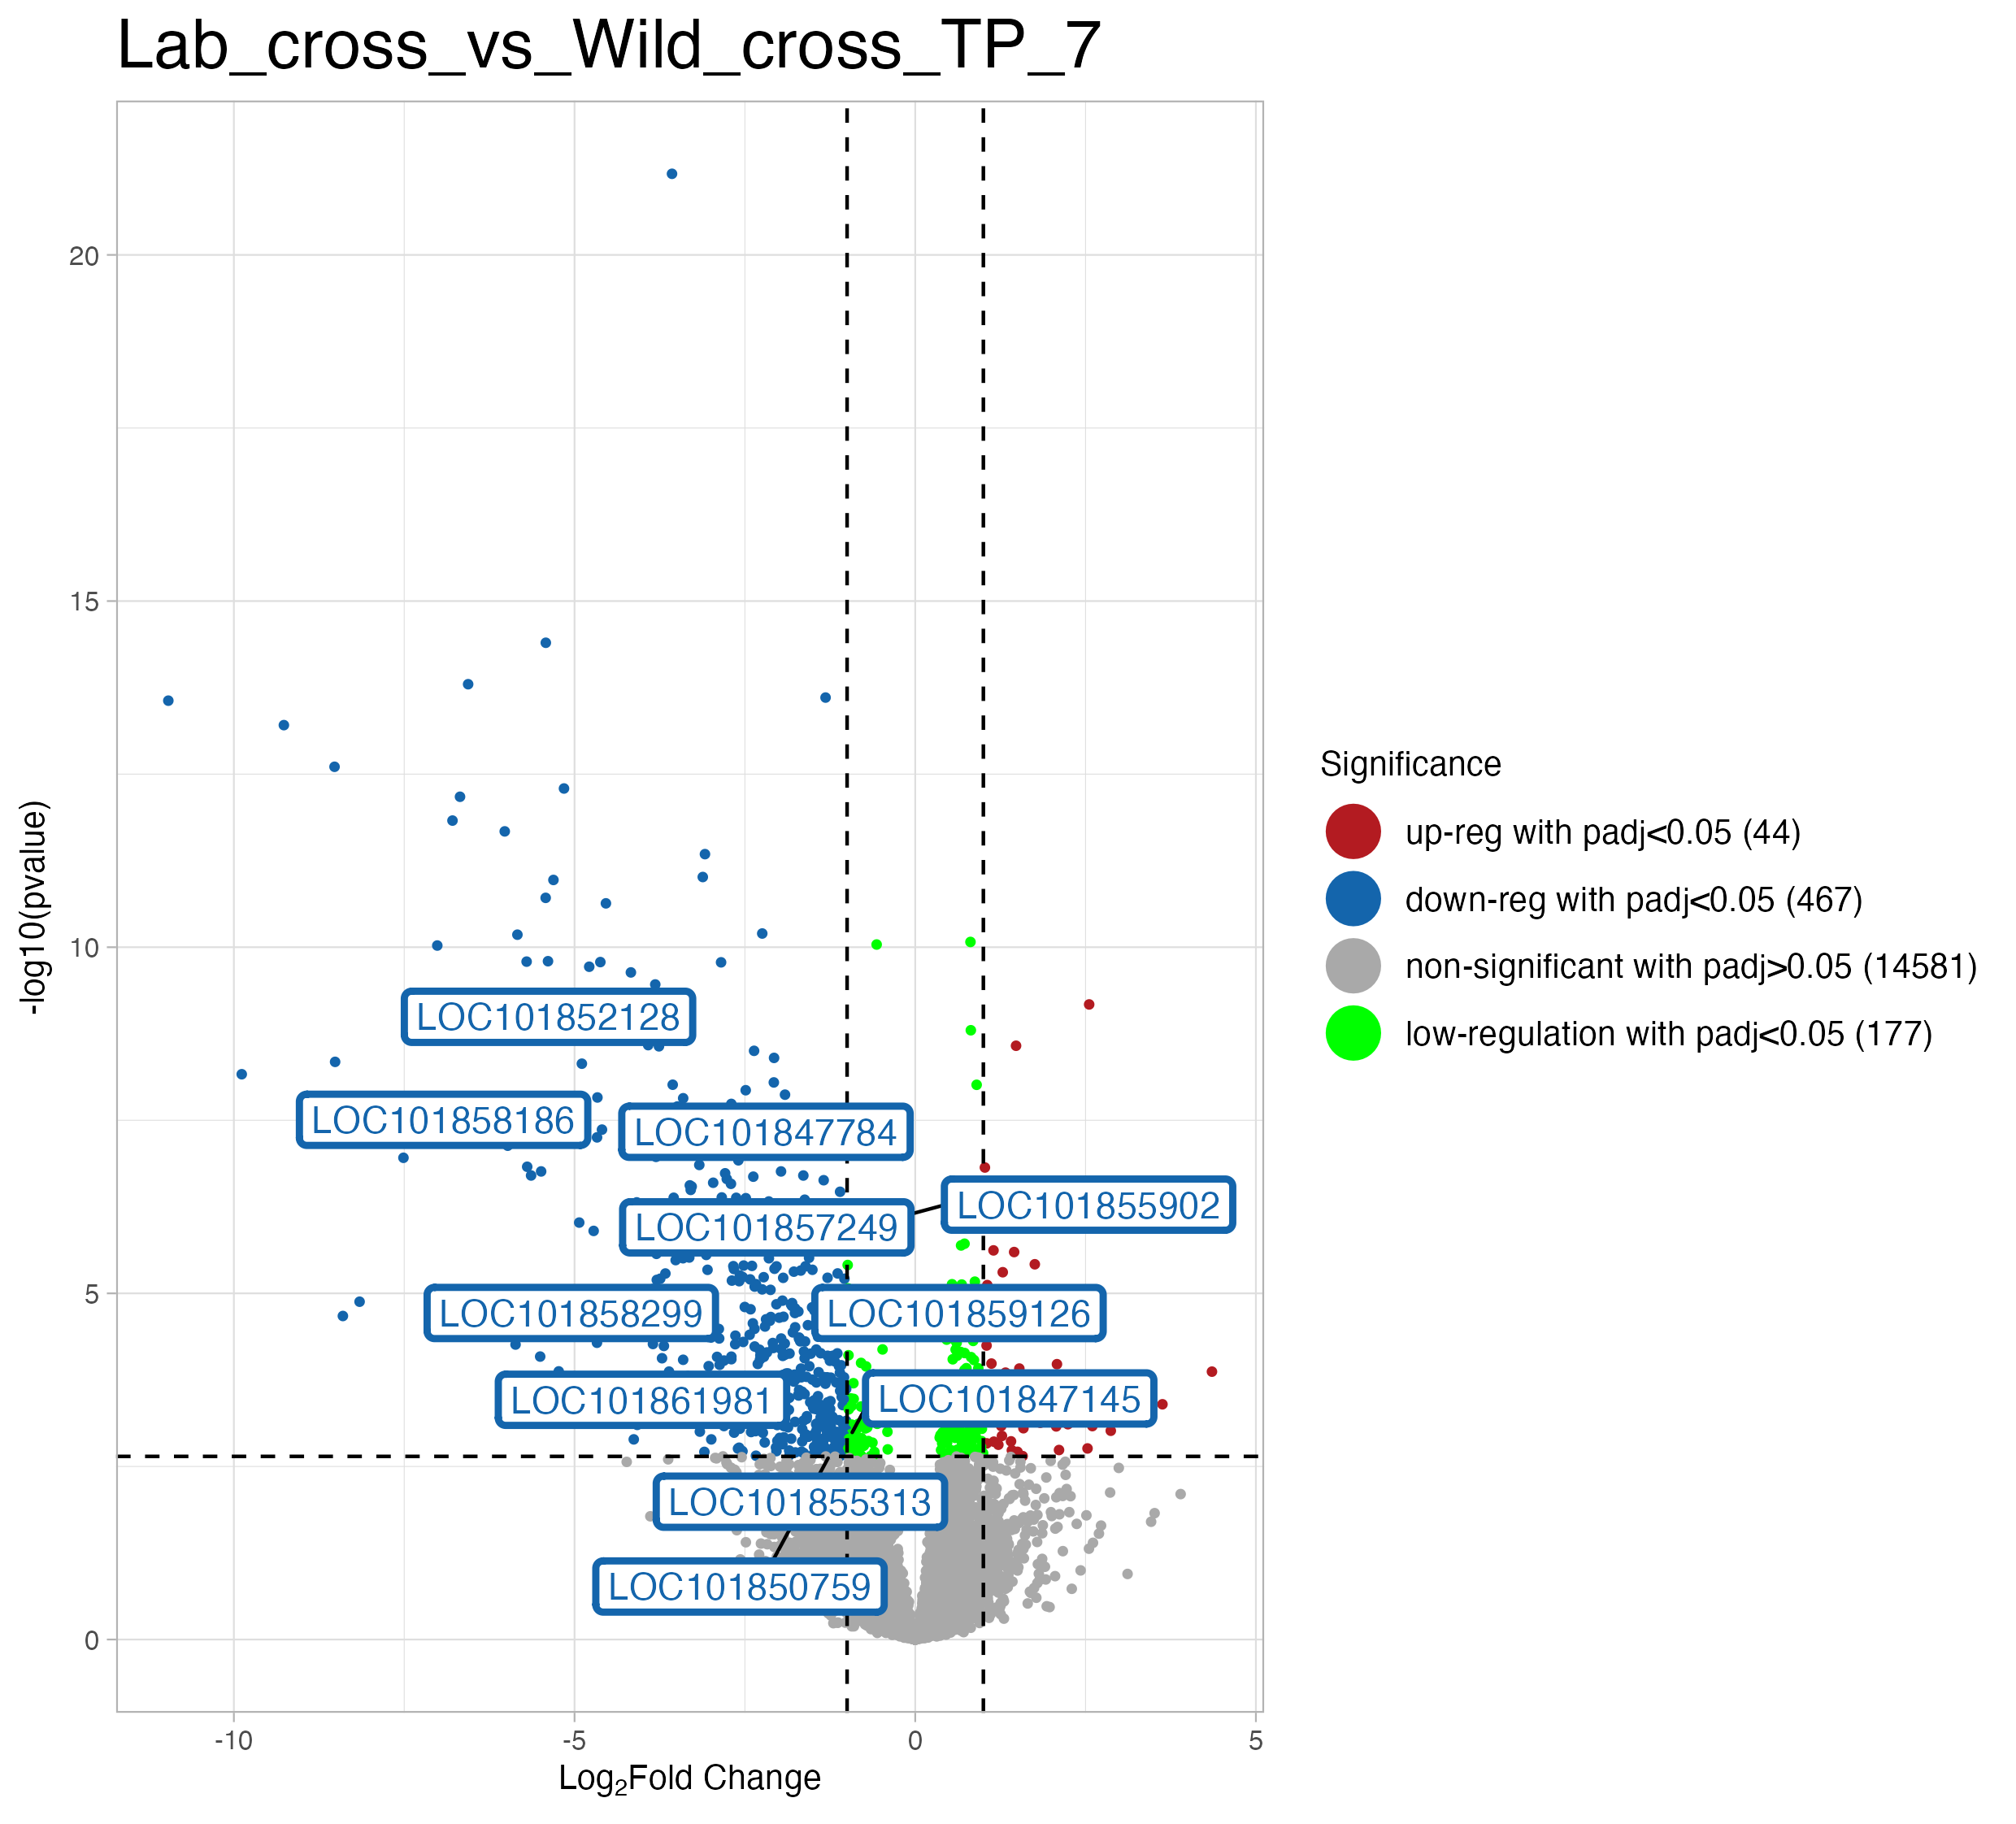 Lab_cross_vs_Wild_cross_TP_7
20
15
10
5
0
-log10(pvalue)
LOC101852128
LOC101858186
LOC101847784
LOC101855902
LOC101857249
LOC101858299
LOC101859126
LOC101861981
LOC101847145
LOC101855313
LOC101850759
-10
-5
0
5
Log₂Fold Change
Significance
up-reg with padj<0.05 (44)
down-reg with padj<0.05 (467)
non-significant with padj>0.05 (14581)
low-regulation with padj<0.05 (177)